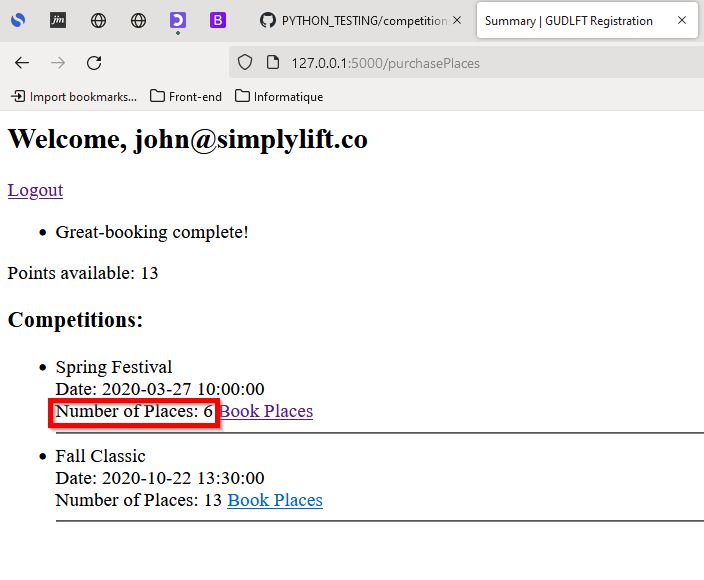 jin
PYTHON_TESTING/competition
Summary | GUDLFT Registration
127.0.0.1:5000/purchasePlaces
Import bookmarks...
Front-end
Informatique
Welcome, john@simplylift.co
Logout
• Great-booking complete!
Points available: 13
Competitions:
• Spring Festival
Date: 2020-03-27 10:00:00
Number of Places: 6 Book Places
• Fall Classic
Date: 2020-10-22 13:30:00
Number of Places: 13 Book Places